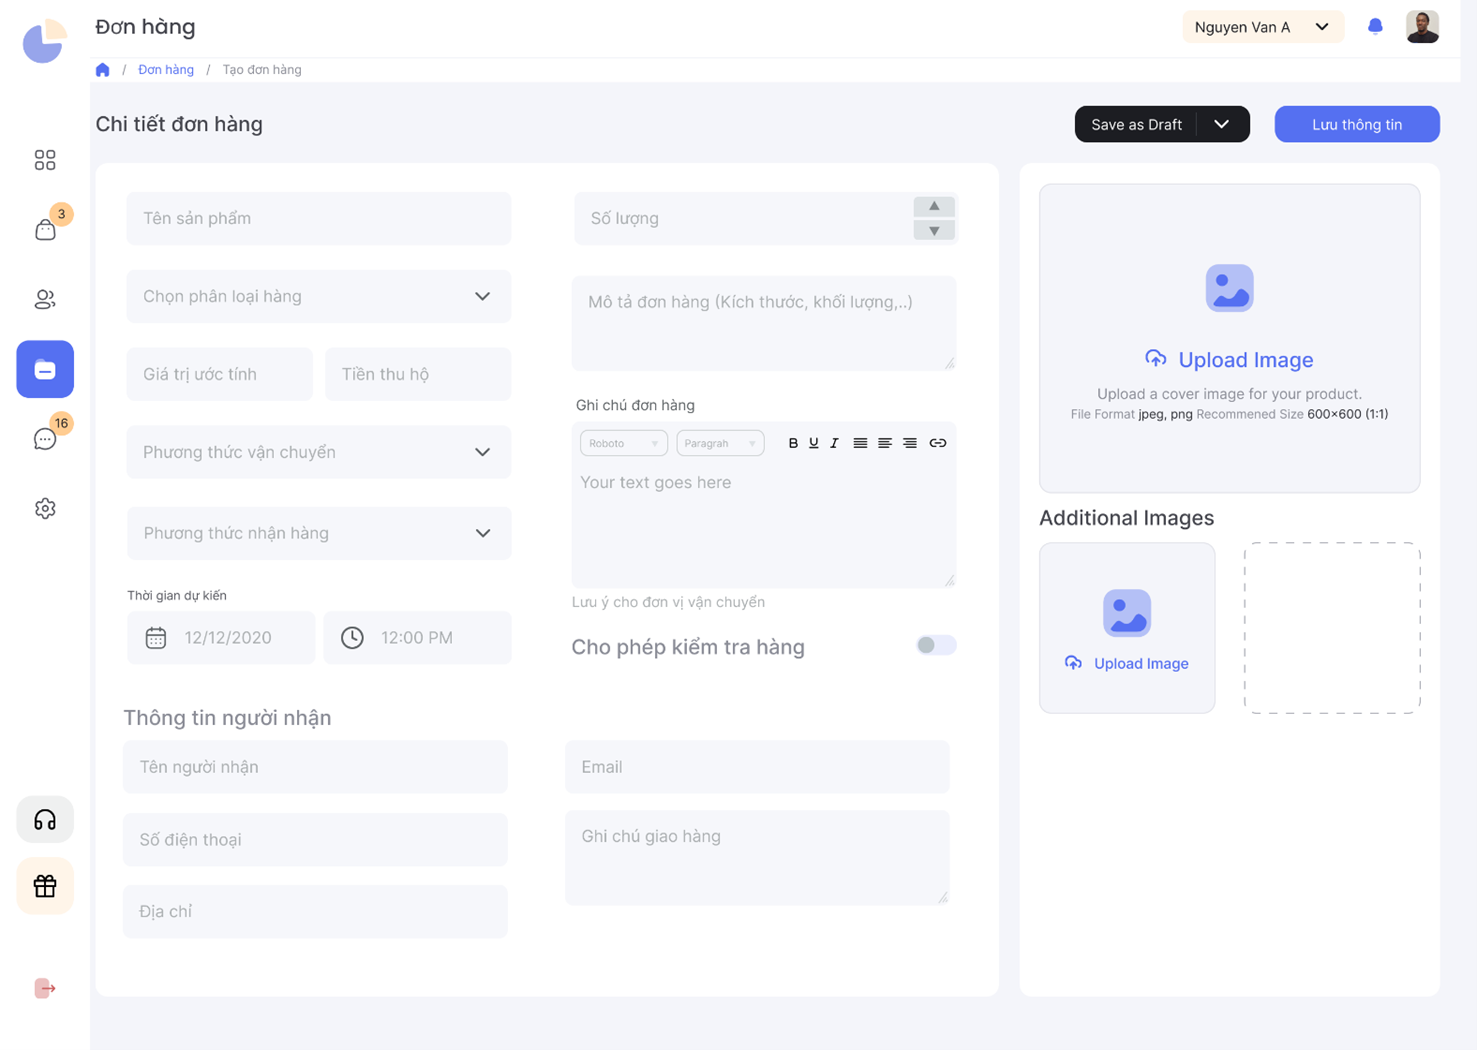 Đơn hàng
Nguyen Van A
/ Đơn hàng / Tạo đơn hàng
Chi tiết đơn hàng
Save as Draft
Lưu thông tin
3
16
Tên sản phẩm
Chọn phân loại hàng
Giá trị ước tính
Tiền thu hộ
Phương thức vận chuyển
Phương thức nhận hàng
Thời gian dự kiến
12/12/2020
12:00 PM
Số lượng
Mô tả đơn hàng (Kích thước, khối lượng,..)
Ghi chú đơn hàng
Roboto
Paragrah
B U I
Your text goes here
Lưu ý cho đơn vị vận chuyển
Cho phép kiểm tra hàng
Thông tin người nhận
Tên người nhận
Số điện thoại
Địa chỉ
Email
Ghi chú giao hàng
Upload Image
Upload a cover image for your product.
File Format jpeg, png Recommened Size 600x600 (1:1)
Additional Images
Upload Image